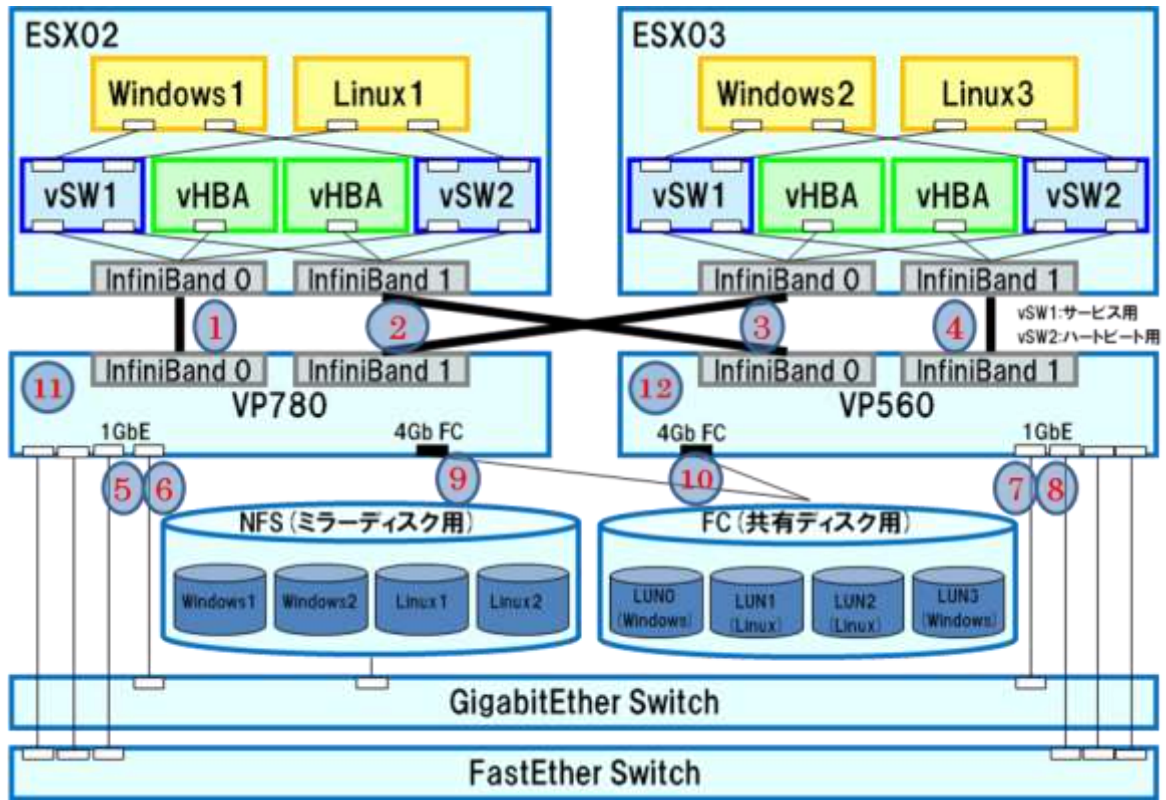 ESX02
ESX03
Windows1
Linux1
Windows2
Linux3
vSW1
vHBA
vHBA
vSW2
vSW1
vHBA
vHBA
vSW2
InfiniBand 0
InfiniBand 1
InfiniBand 0
InfiniBand 1
1
2
3
4
vSW1:サービス用
vSW2:ハートビート用
InfiniBand 0
InfiniBand 1
InfiniBand 0
InfiniBand 1
11
VP780
12
VP560
1GbE
4Gb FC
4Gb FC
1GbE
5
6
9
10
7
8
NFS(ミラーディスク用)
FC(共有ディスク用)
Windows1
Windows2
Linux1
Linux2
LUN0
(Windows)
LUN1
(Linux)
LUN2
(Linux)
LUN3
(Windows)
GigabitEther Switch
FastEther Switch